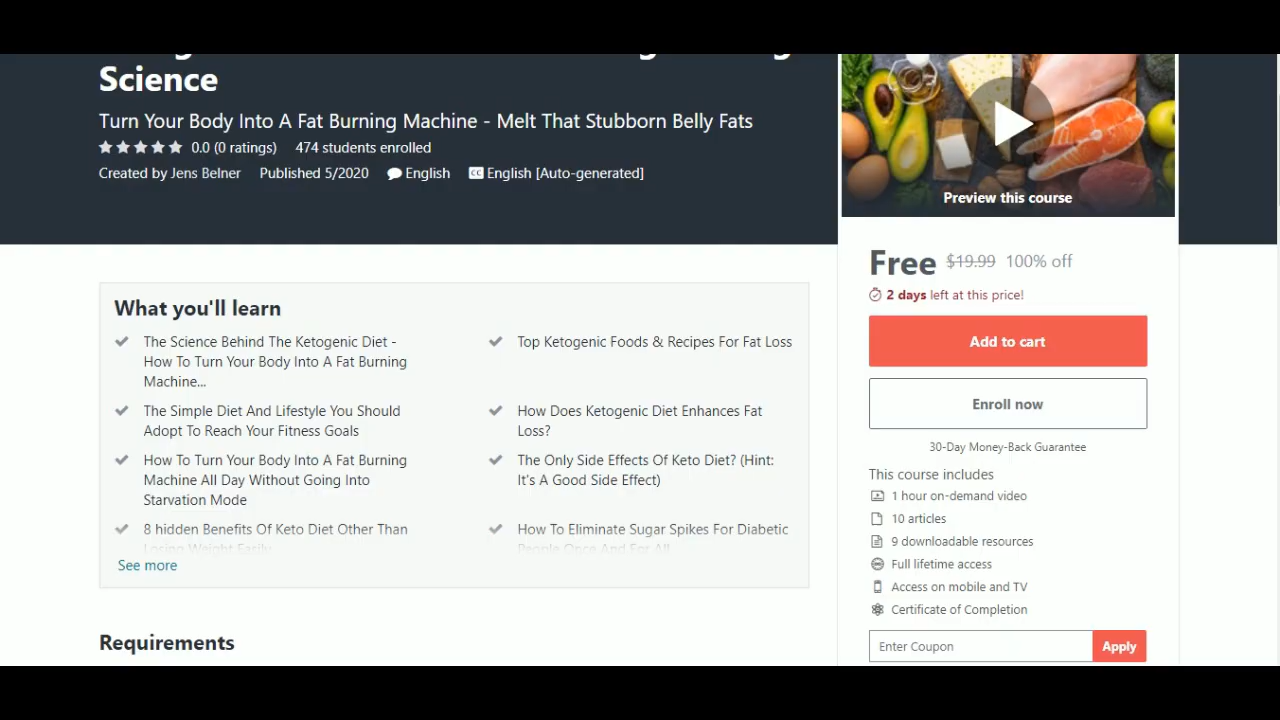 Science
Turn Your Body Into A Fat Burning Machine - Melt That Stubborn Belly Fats
0.0 (0 ratings) 474 students enrolled
Created by Jens Belner Published 5/2020 English CC English [Auto-generated]
Preview this course
Free $19.99 100% off
2 days left at this price!
Add to cart
Enroll now
30-Day Money-Back Guarantee
This course includes
1 hour on-demand video
10 articles
9 downloadable resources
Full lifetime access
Access on mobile and TV
Certificate of Completion
Enter Coupon Apply
What you'll learn
The Science Behind The Ketogenic Diet -
How To Turn Your Body Into A Fat Burning
Machine...
Top Ketogenic Foods & Recipes For Fat Loss
The Simple Diet And Lifestyle You Should
Adopt To Reach Your Fitness Goals
How Does Ketogenic Diet Enhances Fat
Loss?
How To Turn Your Body Into A Fat Burning
Machine All Day Without Going Into
Starvation Mode
The Only Side Effects Of Keto Diet? (Hint:
It's A Good Side Effect)
8 hidden Benefits Of Keto Diet Other Than
Losing Weight Easily
How To Eliminate Sugar Spikes For Diabetic
People Once And For All
See more
Requirements